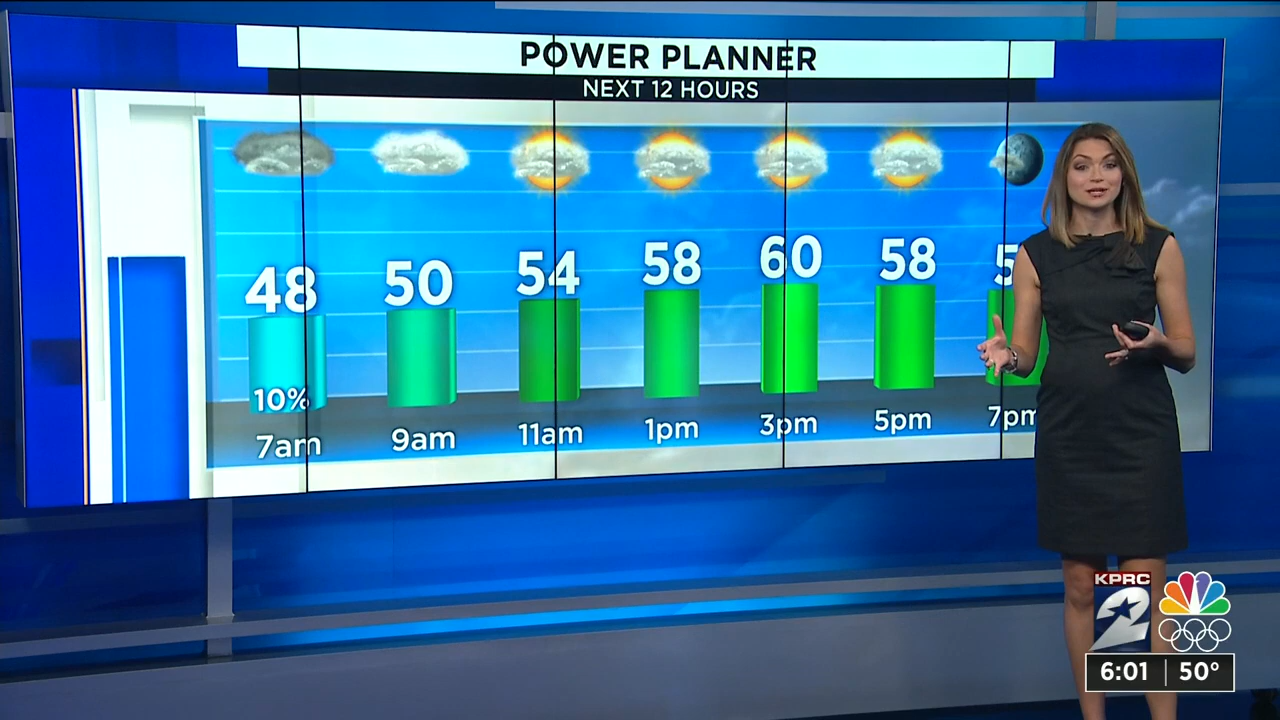 POWER PLANNER
NEXT 12 HOURS
48 50 54 58 60 58 5
10%
7am 9am 11am 1pm 3pm 5pm 7pm
KPRC
2
6:01 50°